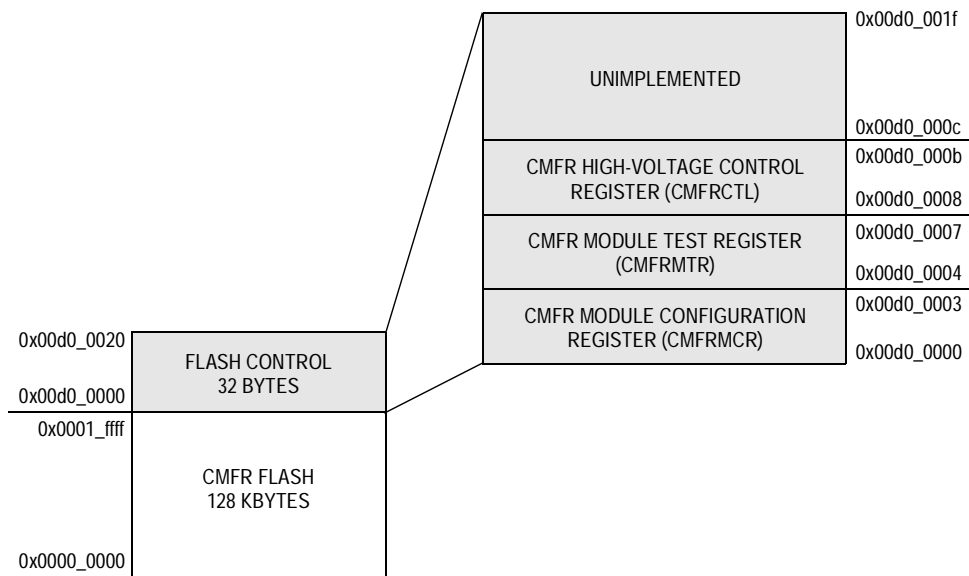 0x00d0_001f
UNIMPLEMENTED
0x00d0_000c
CMFR HIGH-VOLTAGE CONTROL
REGISTER (CMFRCTL)
0x00d0_000b
0x00d0_0008
CMFR MODULE TEST REGISTER
(CMFRMTR)
0x00d0_0007
0x00d0_0004
CMFR MODULE CONFIGURATION
REGISTER (CMFRMCR)
0x00d0_0003
0x00d0_0000
0x00d0_0020
FLASH CONTROL
32 BYTES
0x00d0_0000
0x0001_ffff
CMFR FLASH
128 KBYTES
0x0000_0000